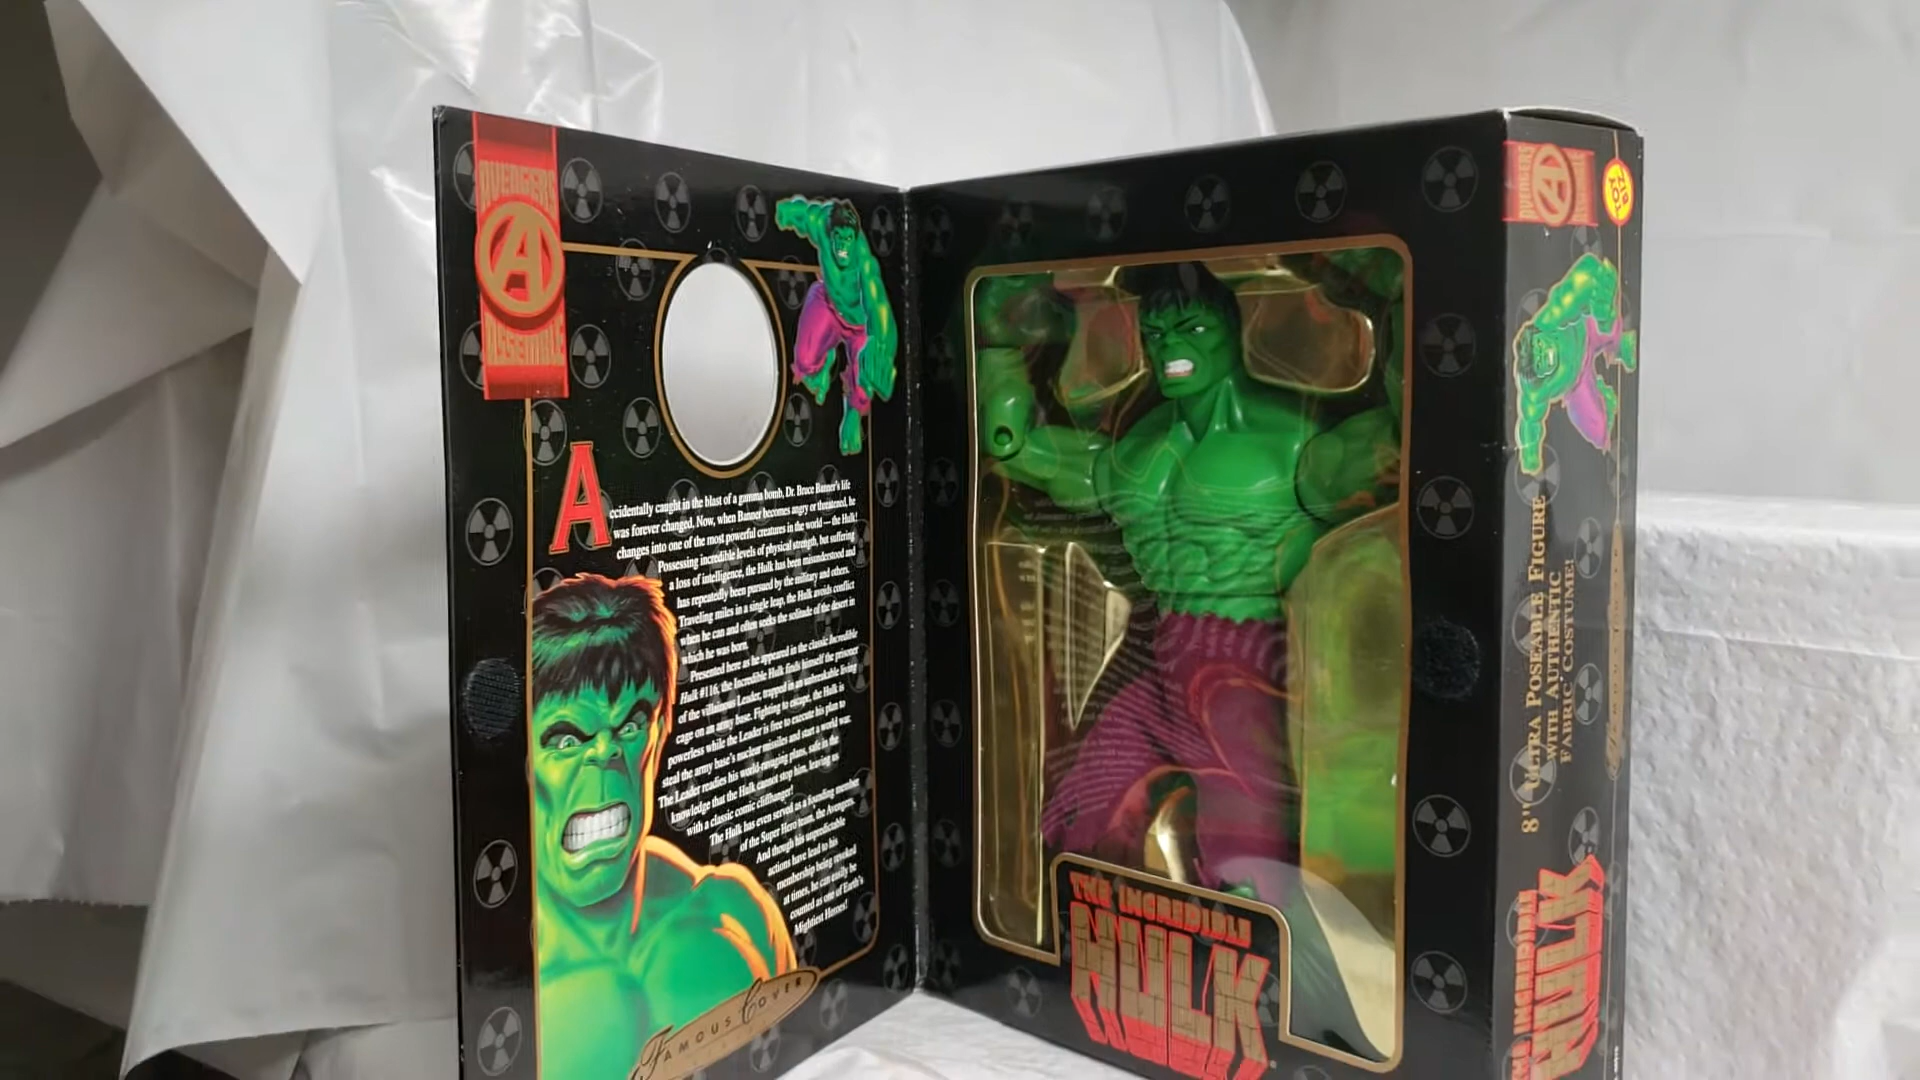 AVENGERS
A
ASSEMBLE
Accidentally caught in the blast of a gamma bomb, Dr. Bruce Banner's life
was forever changed. Now, when Banner becomes angry or threatened, he
changes into one of the most powerful creatures in the world — the Hulk!
Possessing incredible levels of physical strength, but suffering
a loss of intelligence, the Hulk has been misunderstood and
has repeatedly been pursued by the military and others.
Traveling miles in a single leap, the Hulk avoids conflict
when he can and often seeks the solitude of the desert in
which he was born.
Presented here as he appeared in the classic Incredible
Hulk #116, the Incredible Hulk finds himself the prisoner
of the villainous Leader, trapped in an unbreakable living
cage on an army base. Fighting to escape, the Hulk is
powerless while the Leader is free to execute his plan to
steal the army base's nuclear missiles and start a world war.
The Leader readies his world-ravaging plans, safe in the
knowledge that the Hulk cannot stop him, leaving us
with a classic comic cliffhanger!
The Hulk has even served as a founding member
of the Super Hero team, the Avengers.
And though his unpredictable
actions have lead to his
membership being revoked
at times, he can easily be
counted as one of Earth's
Mightiest Heroes!
FAMOUS COVER
THE INCREDIBLE
HULK
AVENGERS
A
TOY
BIZ
8" ULTRA POSEABLE FIGURE
WITH AUTHENTIC
FABRIC COSTUME!
THE INCREDIBLE
HULK